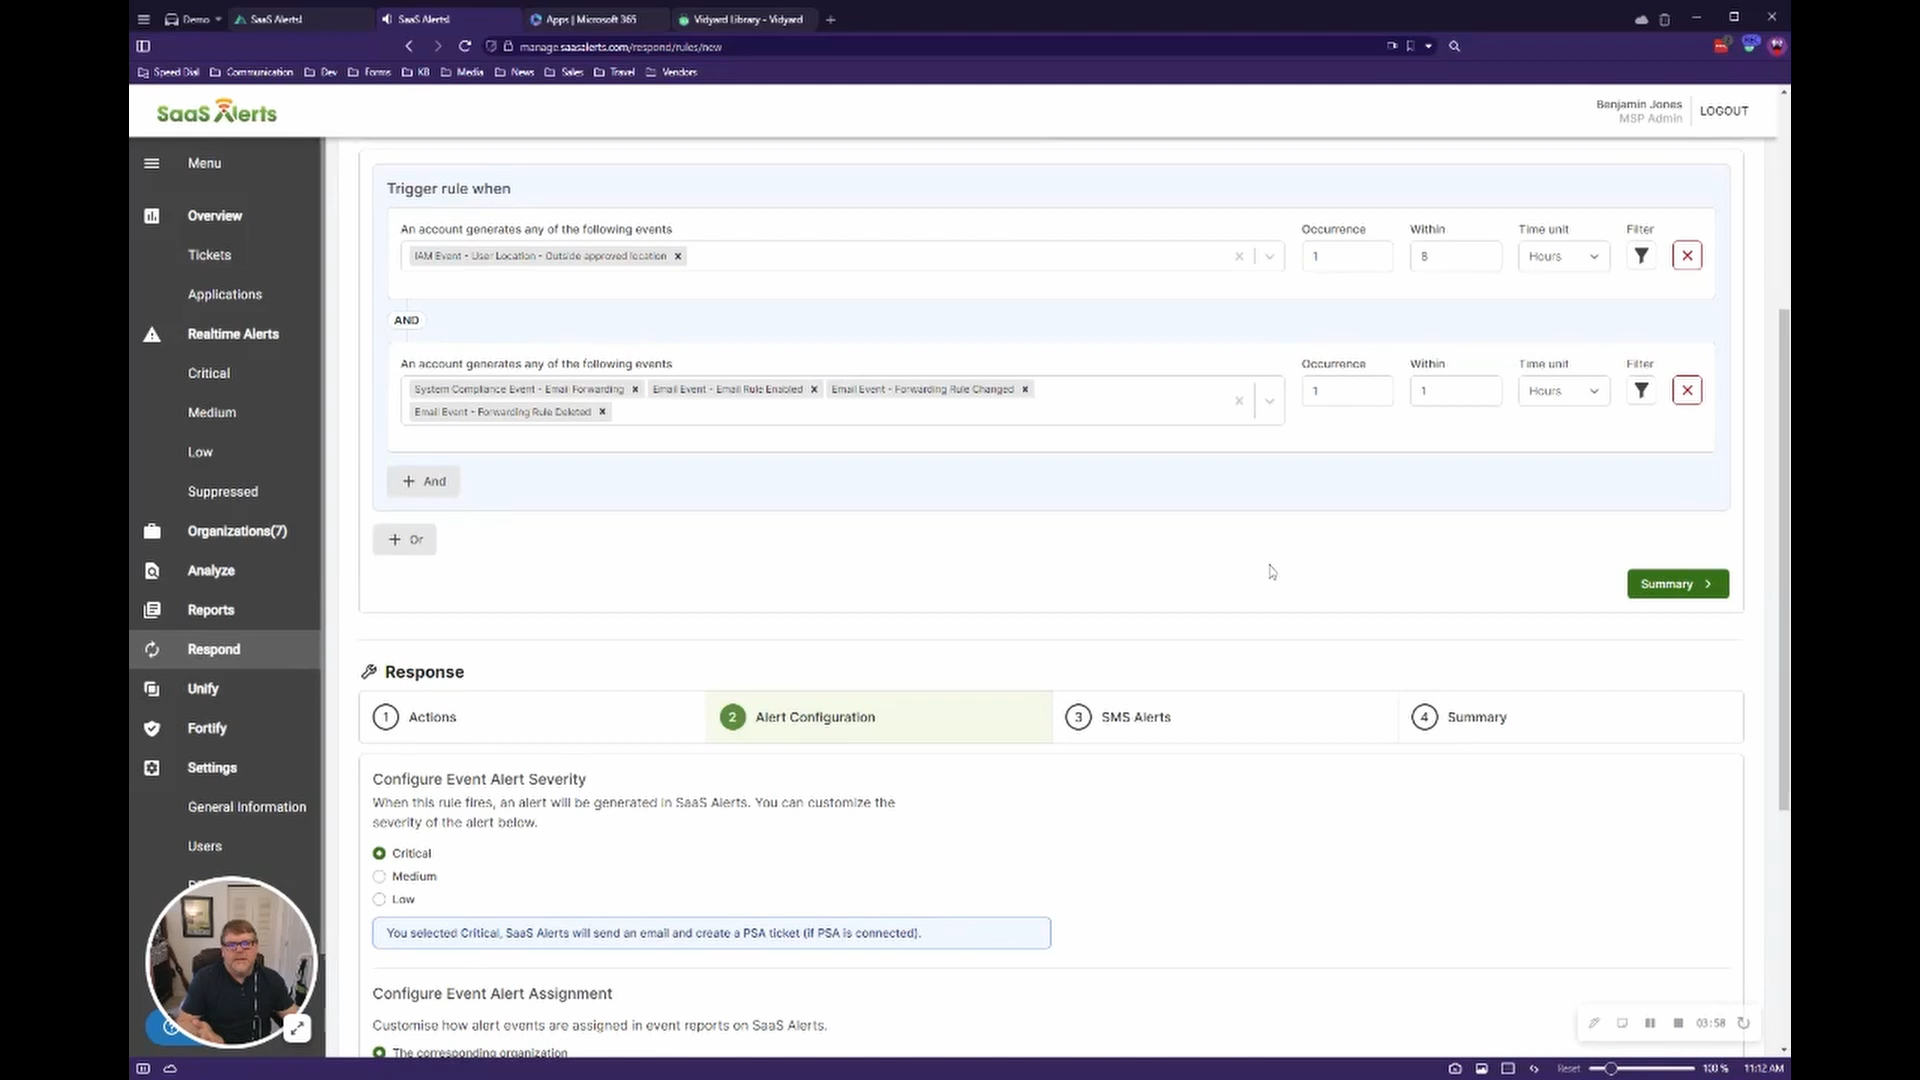 Demo
SaaS Alerts!
SaaS Alerts!
Apps | Microsoft 365
Vidyard Library - Vidyard
manage.saasalerts.com/respond/rules/new
Speed Dial
Communication
Dev
Forms
KB
Media
News
Sales
Travel
Vendors
SaaS Alerts
Benjamin Jones
MSP Admin
LOGOUT
Menu
Overview
Tickets
Applications
Realtime Alerts
Critical
Medium
Low
Suppressed
Organizations(7)
Analyze
Reports
Respond
Unify
Fortify
Settings
General Information
Users
Trigger rule when
An account generates any of the following events
Occurrence
Within
Time unit
Filter
IAM Event - User Location - Outside approved location
1
8
Hours
AND
An account generates any of the following events
Occurrence
Within
Time unit
Filter
System Compliance Event - Email Forwarding
Email Event - Email Rule Enabled
Email Event - Forwarding Rule Changed
Email Event - Forwarding Rule Deleted
1
1
Hours
+ And
+ Or
Summary
Response
1 Actions
2 Alert Configuration
3 SMS Alerts
4 Summary
Configure Event Alert Severity
When this rule fires, an alert will be generated in SaaS Alerts. You can customize the
severity of the alert below.
Critical
Medium
Low
You selected Critical, SaaS Alerts will send an email and create a PSA ticket (if PSA is connected).
Configure Event Alert Assignment
Customise how alert events are assigned in event reports on SaaS Alerts.
The corresponding organization
03:58
Reset
100 %
11:12 AM